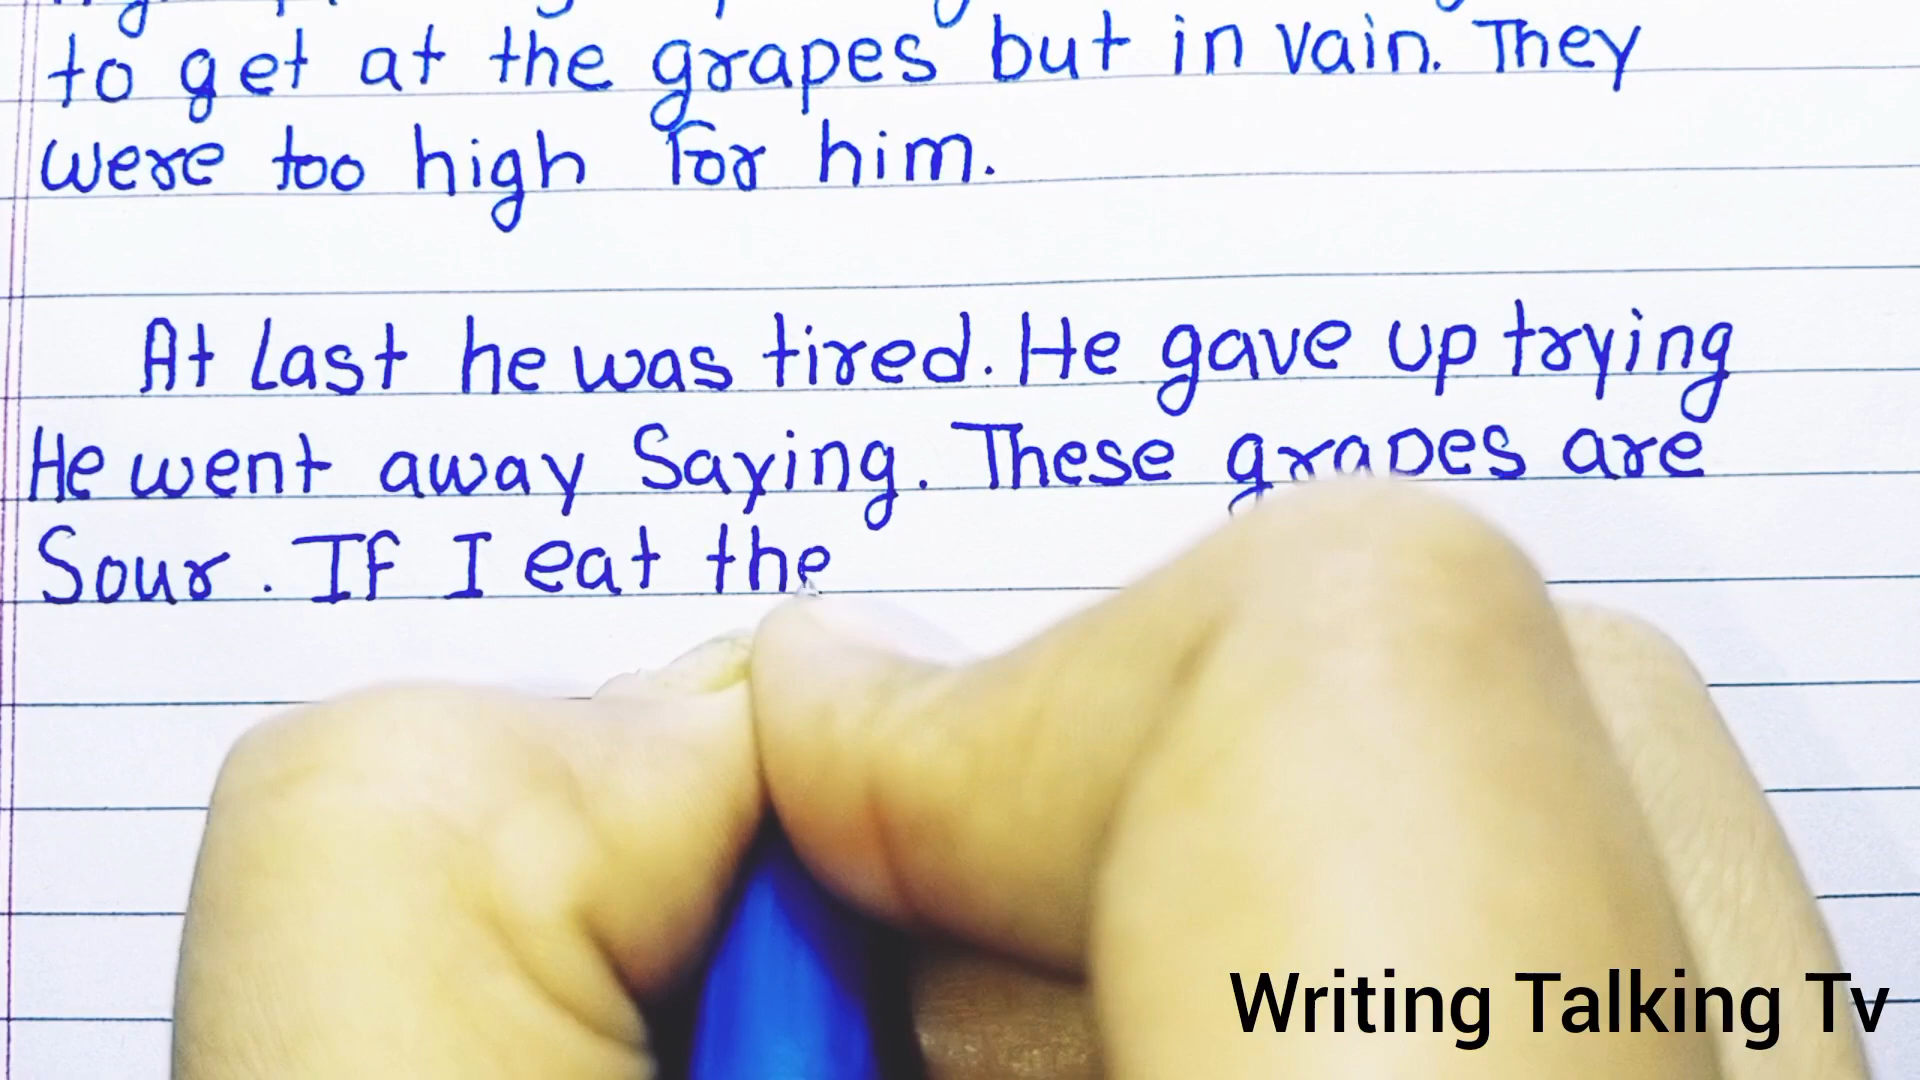 to get at the grapes but in vain. They
were too high for him.
At Last he was tired. He gave up trying
He went away Saying. These grapes are
Sour. If I eat the
Writing Talking Tv